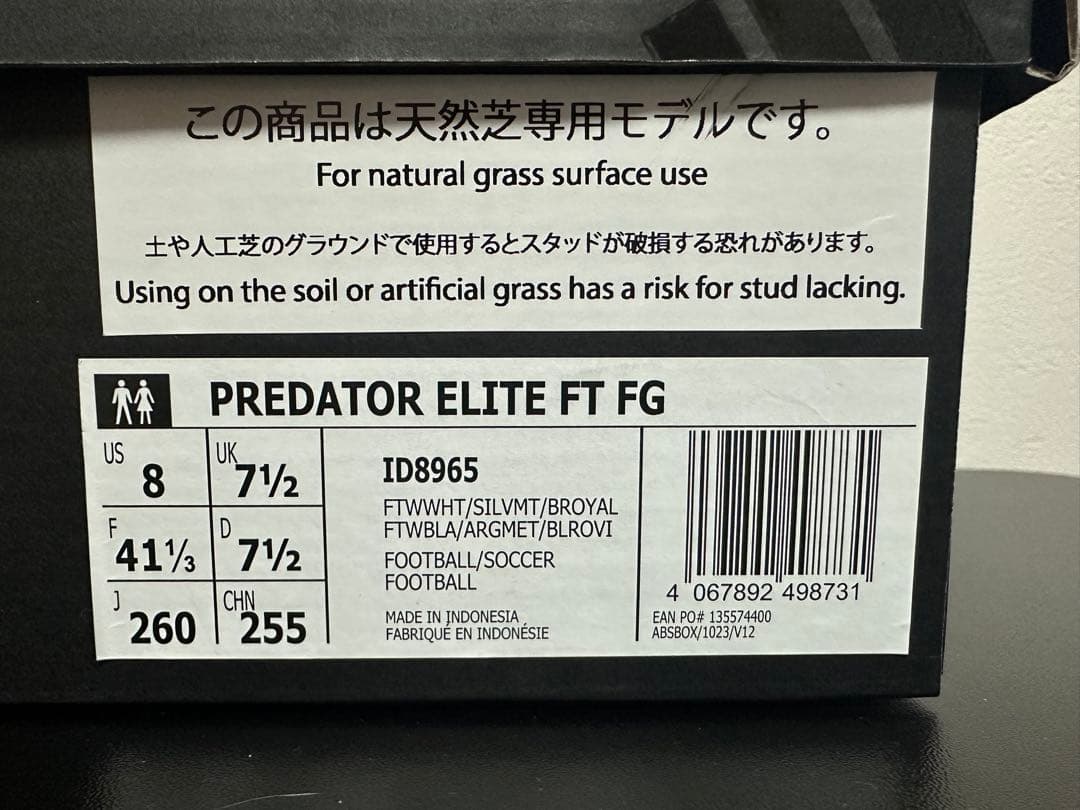 この商品は天然芝専用モデルです。
For natural grass surface use
土や人工芝のグラウンドで使用するとスタッドが破損する恐れがあります。
Using on the soil or artificial grass has a risk for stud lacking.
PREDATOR ELITE FT FG
US 8 UK 7½
F 41⅓ D 7½
J 260 CHN 255
ID8965
FTWWHT/SILVMT/BROYAL
FTWBLA/ARGMET/BLROVI
FOOTBALL/SOCCER
FOOTBALL
MADE IN INDONESIA
FABRIQUÉ EN INDONÉSIE
4 067892 498731
EAN PO# 135574400
ABSBOX/1023/V12